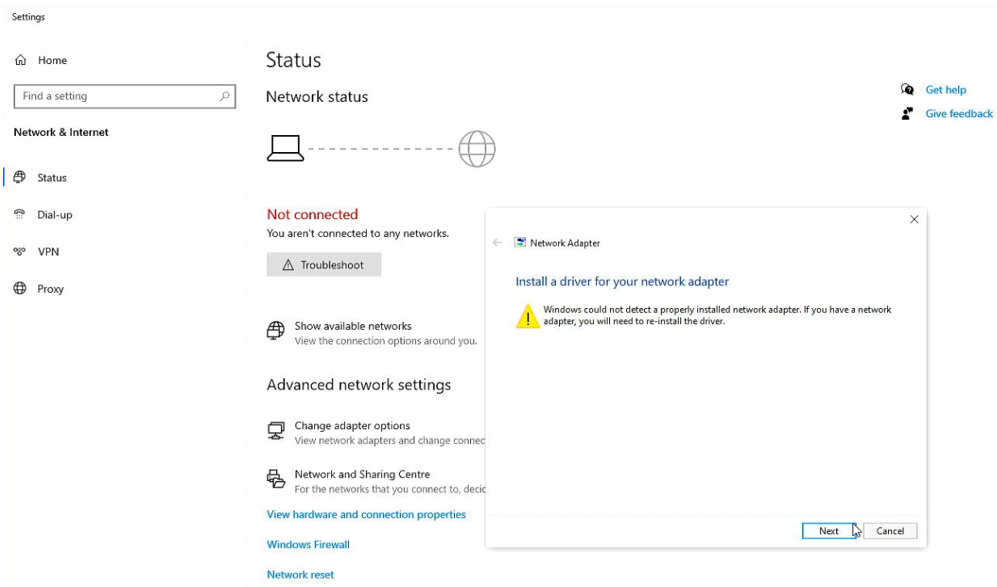 Settings
Home
Find a setting
Network & Internet
Status
Dial-up
VPN
Proxy
Status
Network status
Not connected
You aren't connected to any networks.
Troubleshoot
Show available networks
View the connection options around you.
Advanced network settings
Change adapter options
View network adapters and change connec
Network and Sharing Centre
For the networks that you connect to, decid
View hardware and connection properties
Windows Firewall
Network reset
Get help
Give feedback
Network Adapter
Install a driver for your network adapter
Windows could not detect a properly installed network adapter. If you have a network
adapter, you will need to re-install the driver.
Next
Cancel